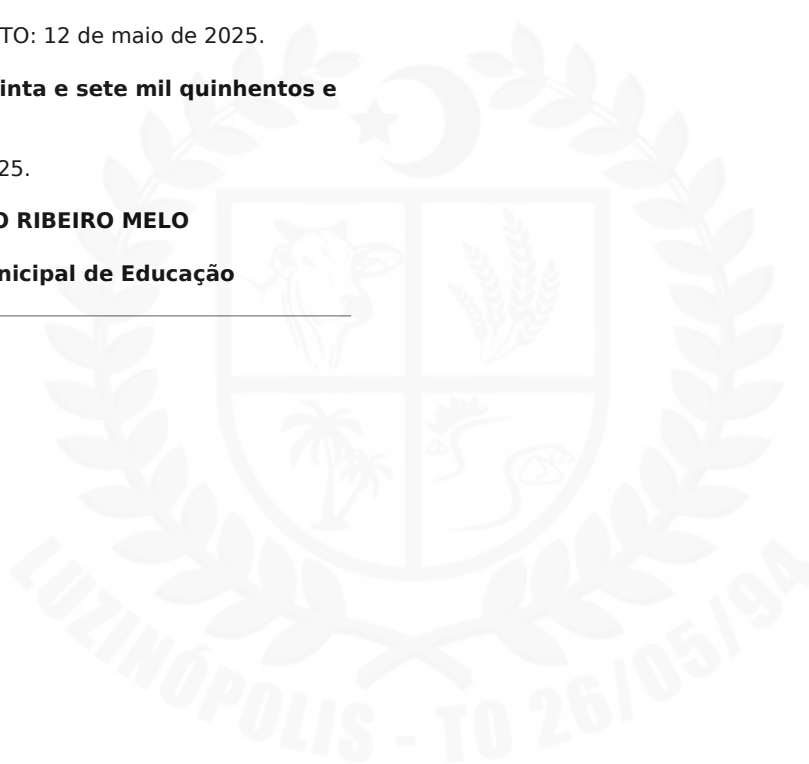 TO: 12 de maio de 2025.
inta e sete mil quinhentos e
25.
O RIBEIRO MELO
nicipal de Educação
LUZINÓPOLIS - TO 26/05/94